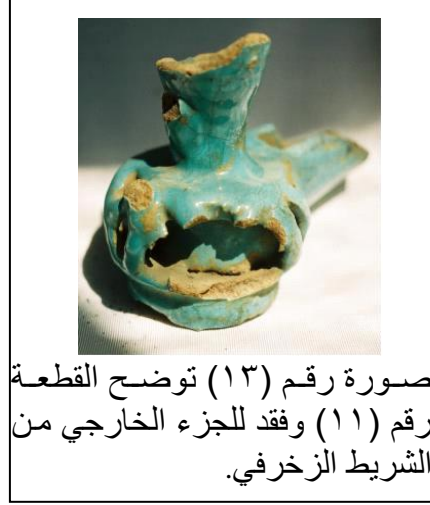 صورة رقم (١٣) توضح القطعة
رقم (١١) وفقد للجزء الخارجي من
الشريط الزخرفي.